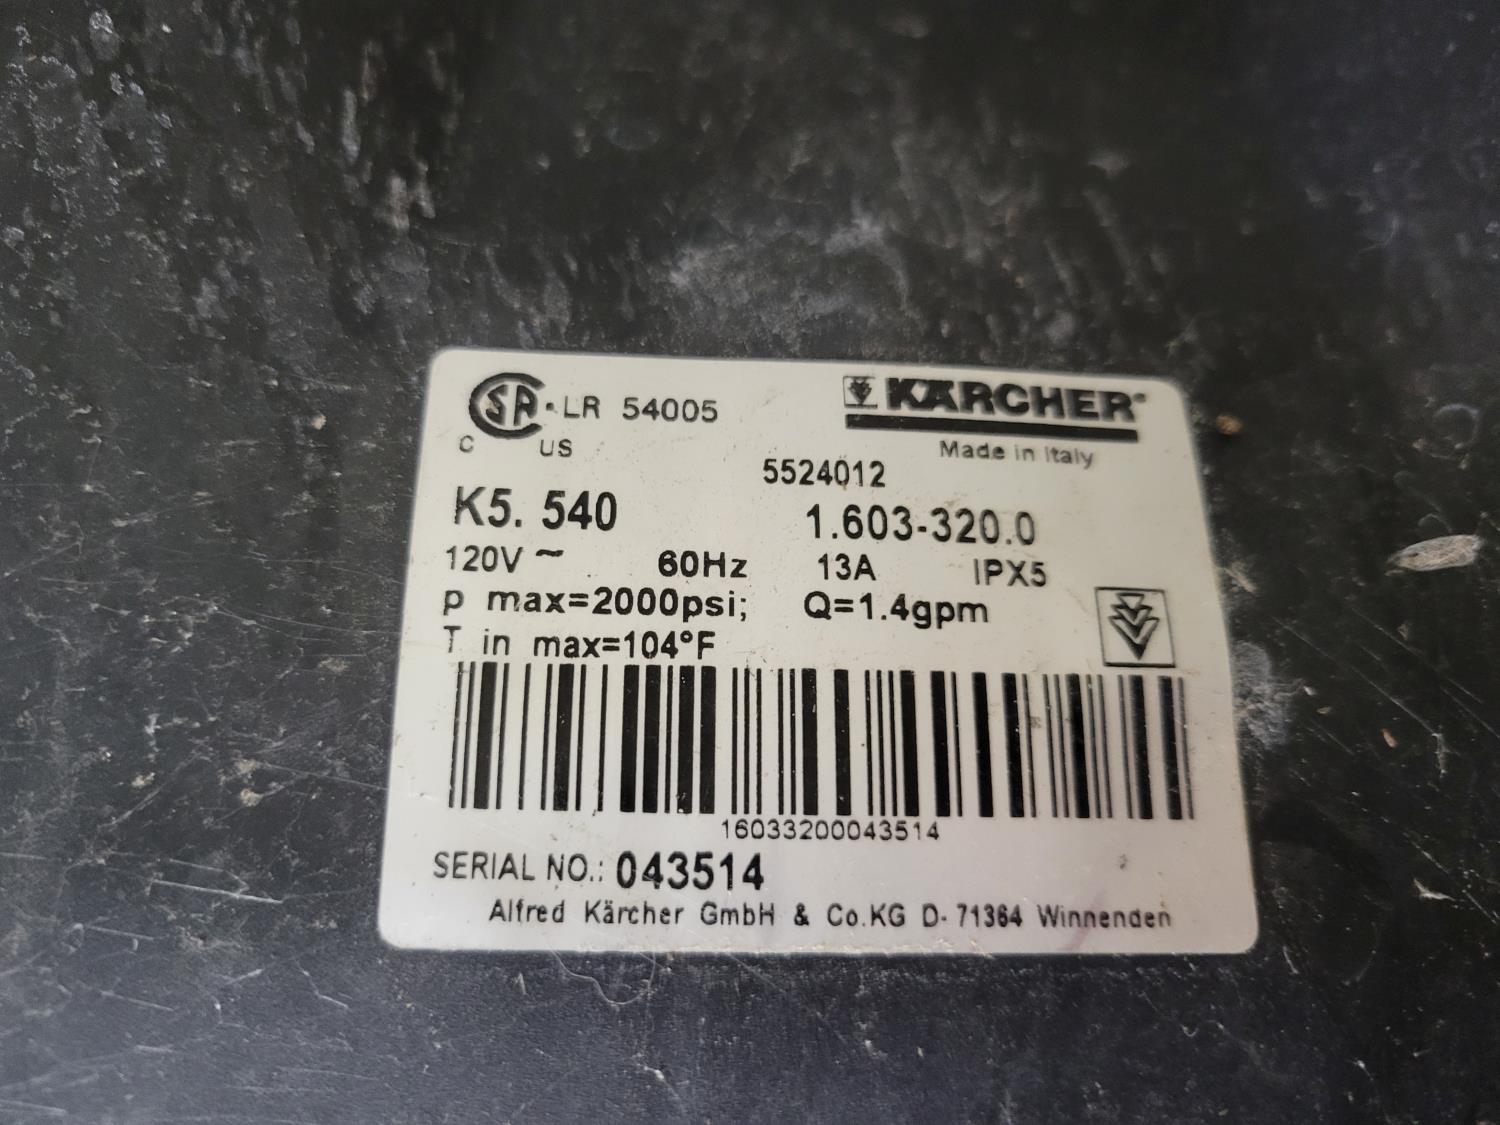 LR 54005
C US
KÄRCHER
Made in Italy
5524012
K5. 540 1.603-320.0
120V ~ 60Hz 13A IPX5
p max=2000psi; Q=1.4gpm
T in max=104°F
16033200043514
SERIAL NO.: 043514
Alfred Kärcher GmbH & Co.KG D- 71364 Winnenden